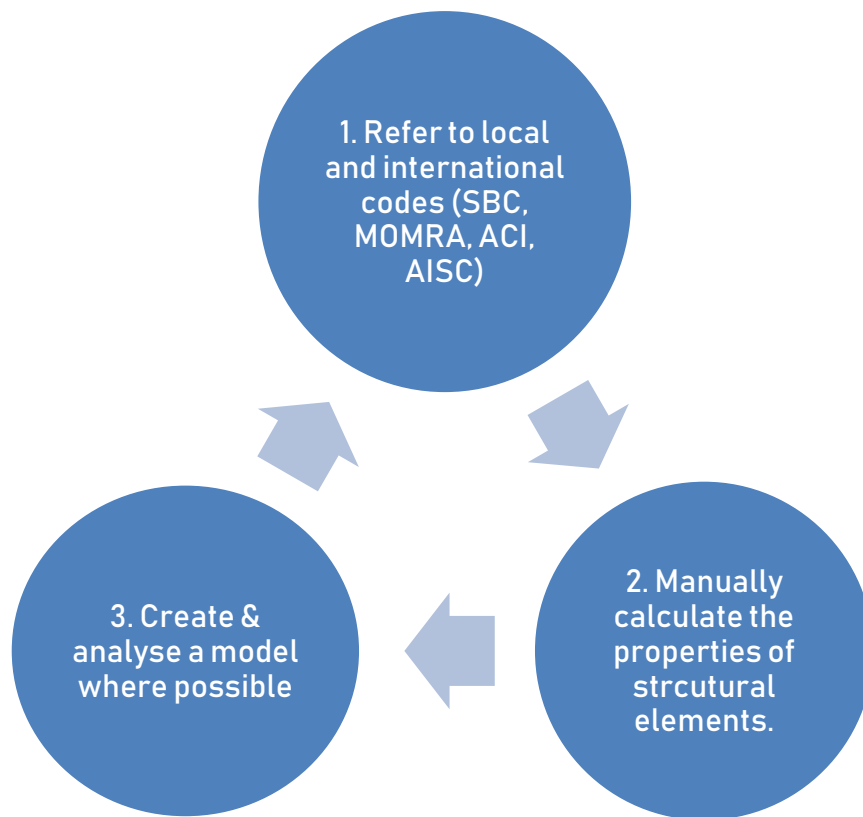 1. Refer to local
and international
codes (SBC,
MOMRA, ACI,
AISC)
2. Manually
calculate the
properties of
strcutural
elements.
3. Create &
analyse a model
where possible